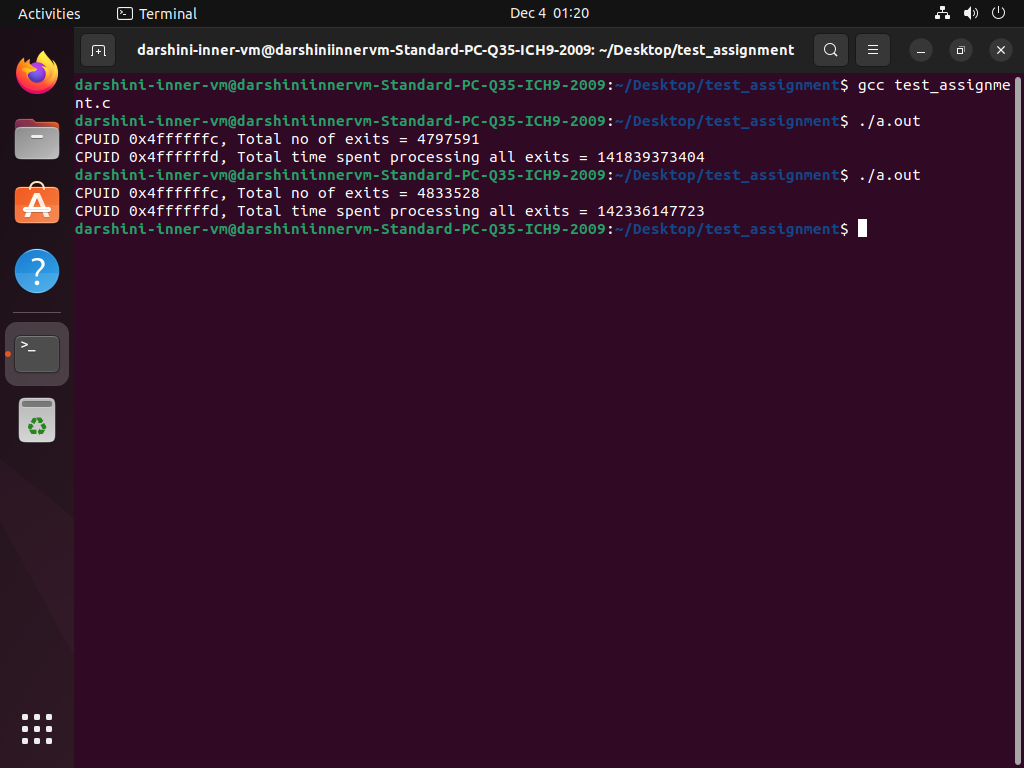 Activities
Terminal
Dec 4 01:20
darshini-inner-vm@darshiniinnervm-Standard-PC-Q35-ICH9-2009: ~/Desktop/test_assignment
darshini-inner-vm@darshiniinnervm-Standard-PC-Q35-ICH9-2009:~/Desktop/test_assignment$ gcc test_assignme
nt.c
darshini-inner-vm@darshiniinnervm-Standard-PC-Q35-ICH9-2009:~/Desktop/test_assignment$ ./a.out
CPUID 0x4ffffffc, Total no of exits = 4797591
CPUID 0x4ffffffd, Total time spent processing all exits = 141839373404
darshini-inner-vm@darshiniinnervm-Standard-PC-Q35-ICH9-2009:~/Desktop/test_assignment$ ./a.out
CPUID 0x4ffffffc, Total no of exits = 4833528
CPUID 0x4ffffffd, Total time spent processing all exits = 142336147723
darshini-inner-vm@darshiniinnervm-Standard-PC-Q35-ICH9-2009:~/Desktop/test_assignment$